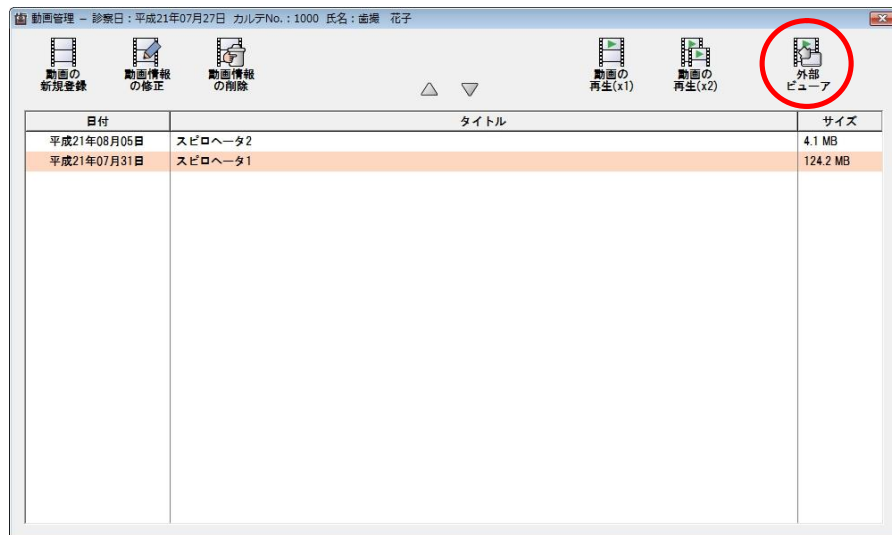 動画管理 – 診察日：平成21年07月27日 カルテNo.：1000 氏名：歯撮 花子
動画の
新規登録
動画情報
の修正
動画情報
の削除
動画の
再生(x1)
動画の
再生(x2)
外部
ビューア
日付 タイトル サイズ
平成21年08月05日 スピロヘータ2 4.1 MB
平成21年07月31日 スピロヘータ1 124.2 MB